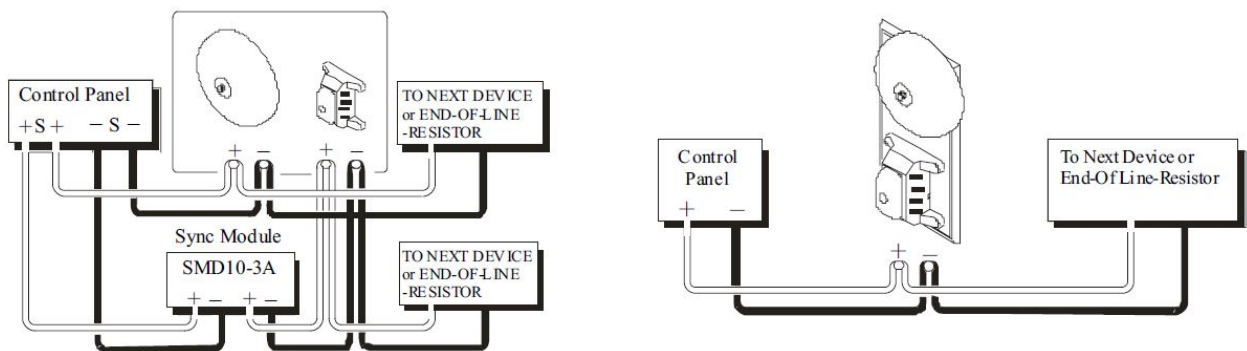 Control Panel
+ S + − S −
+ − + −
TO NEXT DEVICE
or END-OF-LINE
-RESISTOR
Sync Module
SMD10-3A
+ − + −
TO NEXT DEVICE
or END-OF-LINE
-RESISTOR
Control
Panel
+ −
+ −
To Next Device or
End-Of Line-Resistor